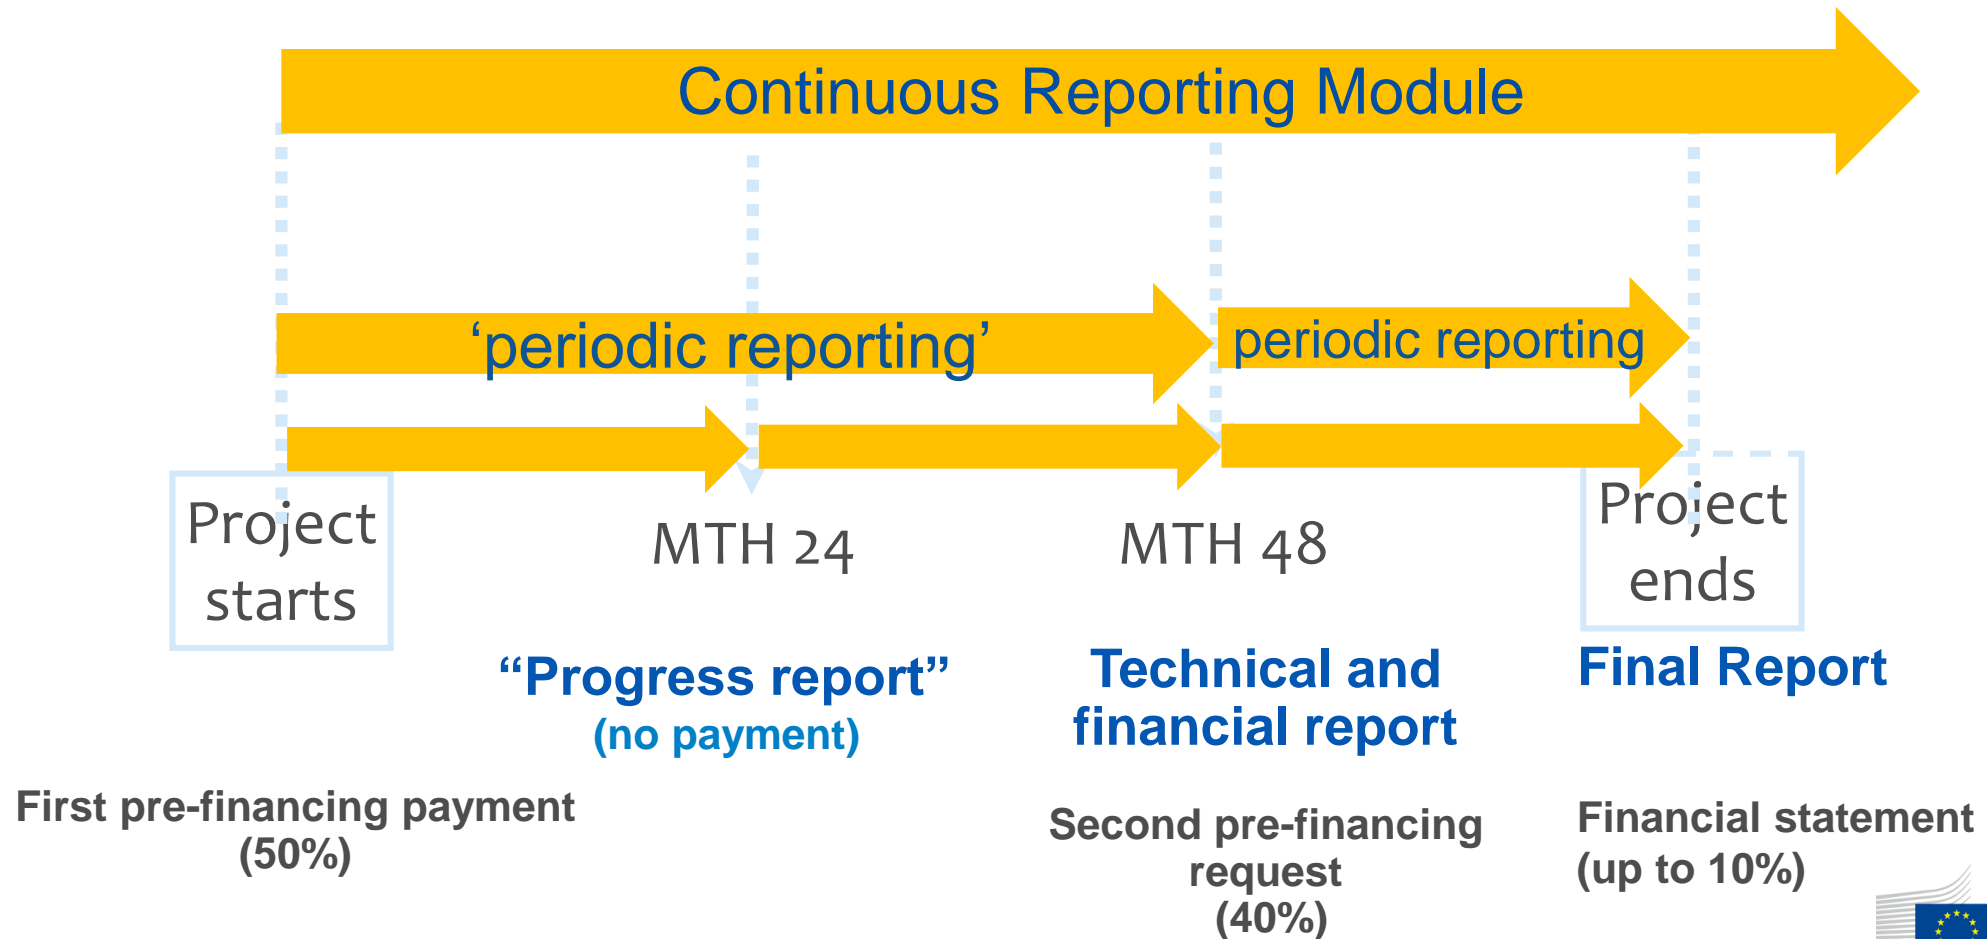 Continuous Reporting Module
‘periodic reporting’
periodic reporting
Project
starts
MTH 24
MTH 48
Project
ends
“Progress report”
(no payment)
Technical and
financial report
Final Report
First pre-financing payment
(50%)
Second pre-financing
request
(40%)
Financial statement
(up to 10%)